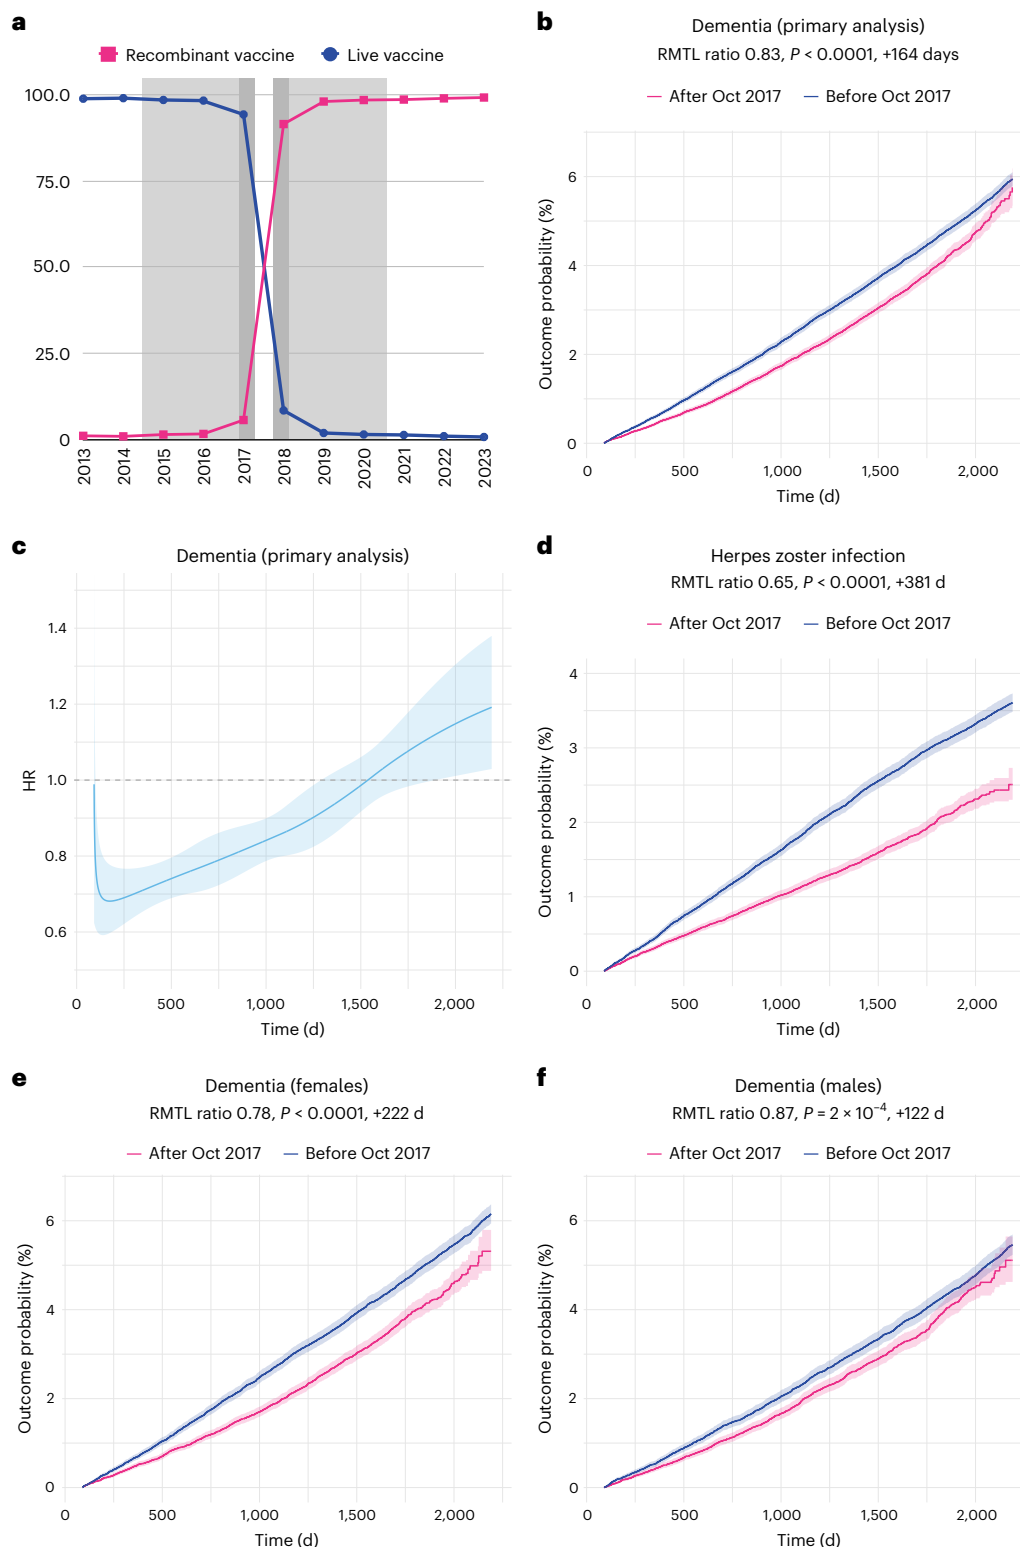 a
Recombinant vaccine
Live vaccine
100.0
75.0
50.0
25.0
0
2013
2014
2015
2016
2017
2018
2019
2020
2021
2022
2023
b
Dementia (primary analysis)
RMTL ratio 0.83, P < 0.0001, +164 days
After Oct 2017
Before Oct 2017
Outcome probability (%)
6
4
2
0
0
500
1,000
1,500
2,000
Time (d)
c
Dementia (primary analysis)
HR
1.4
1.2
1.0
0.8
0.6
0
500
1,000
1,500
2,000
Time (d)
d
Herpes zoster infection
RMTL ratio 0.65, P < 0.0001, +381 d
After Oct 2017
Before Oct 2017
Outcome probability (%)
4
3
2
1
0
0
500
1,000
1,500
2,000
Time (d)
e
Dementia (females)
RMTL ratio 0.78, P < 0.0001, +222 d
After Oct 2017
Before Oct 2017
Outcome probability (%)
6
4
2
0
0
500
1,000
1,500
2,000
Time (d)
f
Dementia (males)
RMTL ratio 0.87, P = 2 × 10⁻⁴, +122 d
After Oct 2017
Before Oct 2017
Outcome probability (%)
6
4
2
0
0
500
1,000
1,500
2,000
Time (d)